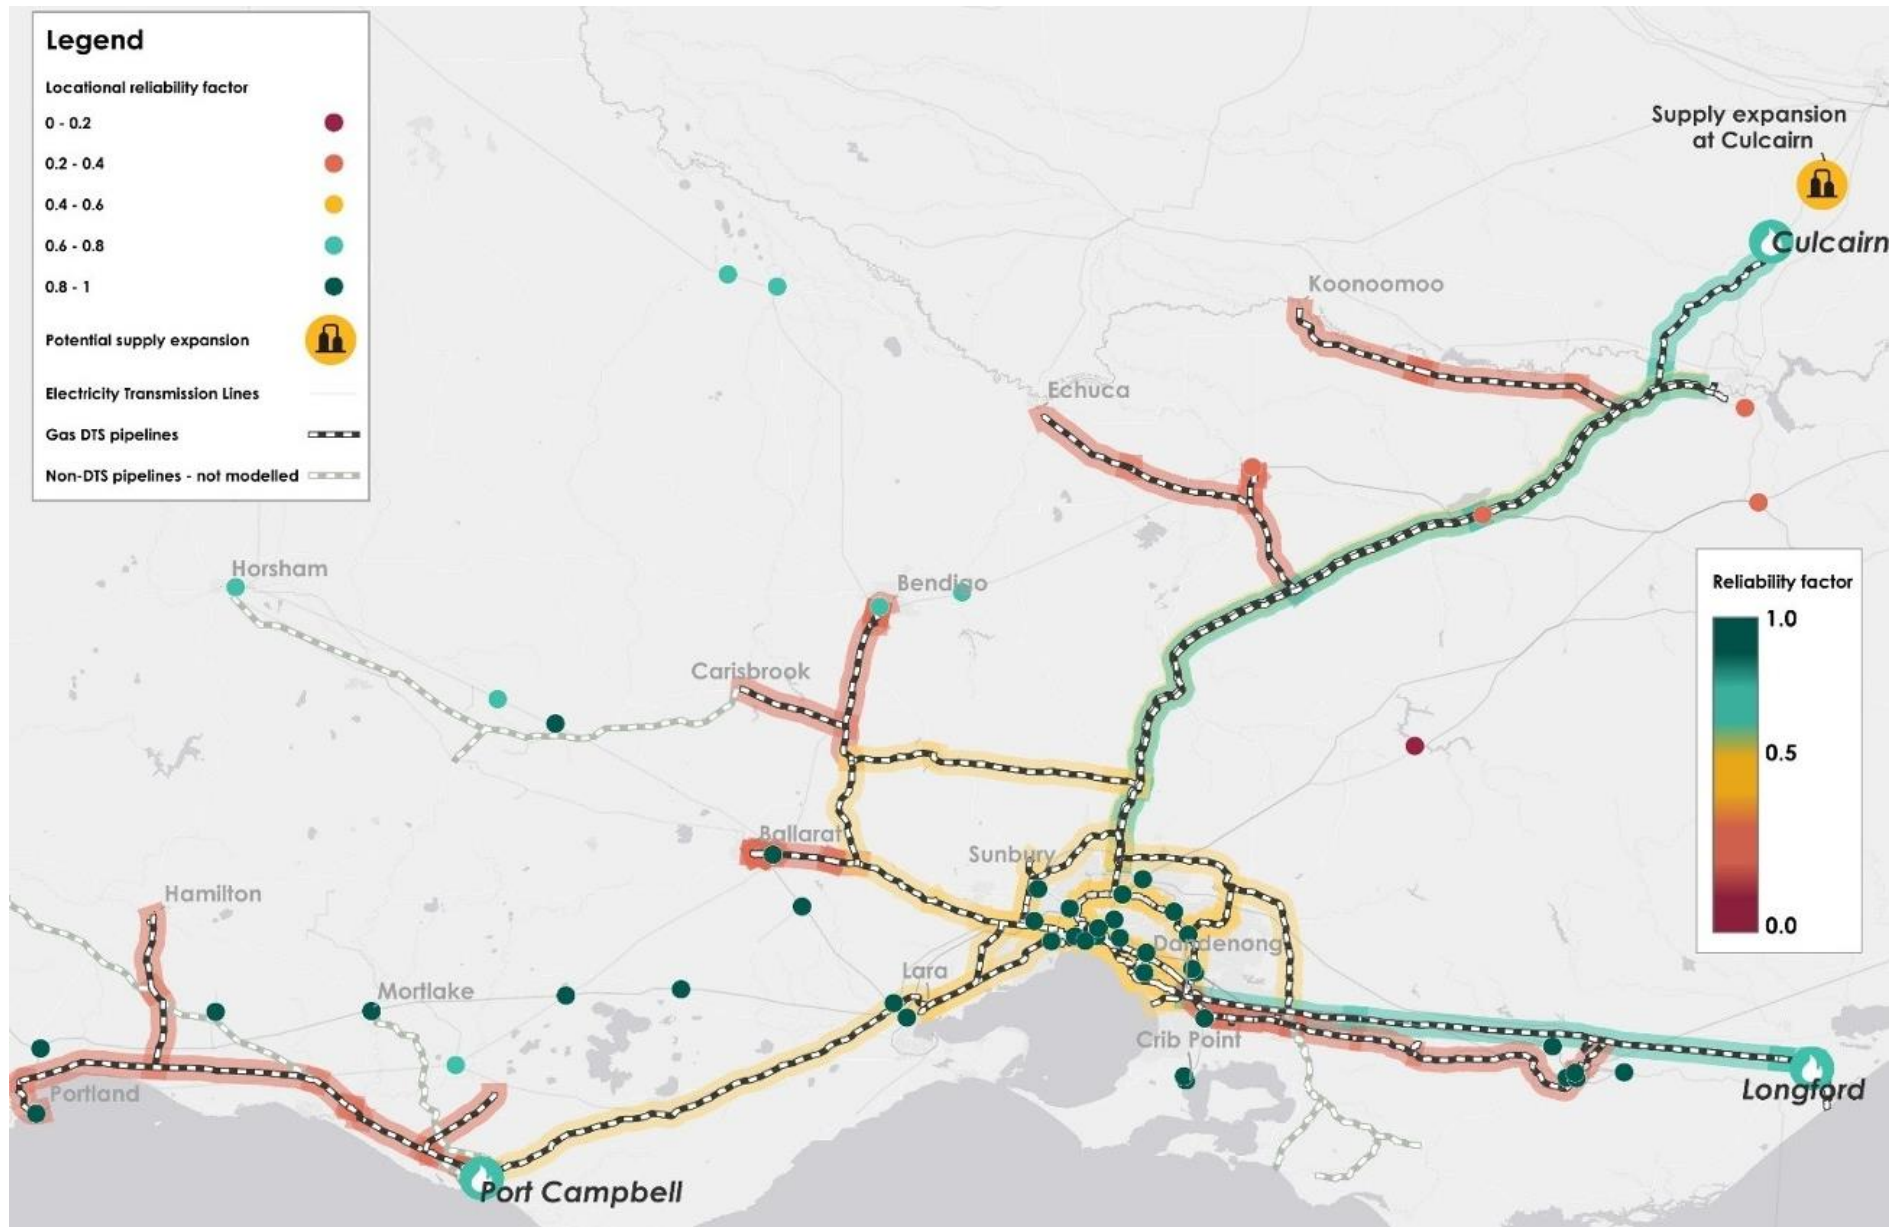 Legend
Locational reliability factor
0 - 0.2
0.2 - 0.4
0.4 - 0.6
0.6 - 0.8
0.8 - 1
Potential supply expansion
Electricity Transmission Lines
Gas DTS pipelines
Non-DTS pipelines - not modelled
Supply expansion
at Culcairn
Culcairn
Koonoomoo
Echuca
Horsham
Bendigo
Carisbrook
Reliability factor
1.0
0.5
0.0
Ballarat
Sunbury
Hamilton
Dandenong
Lara
Mortlake
Crib Point
Portland
Longford
Port Campbell